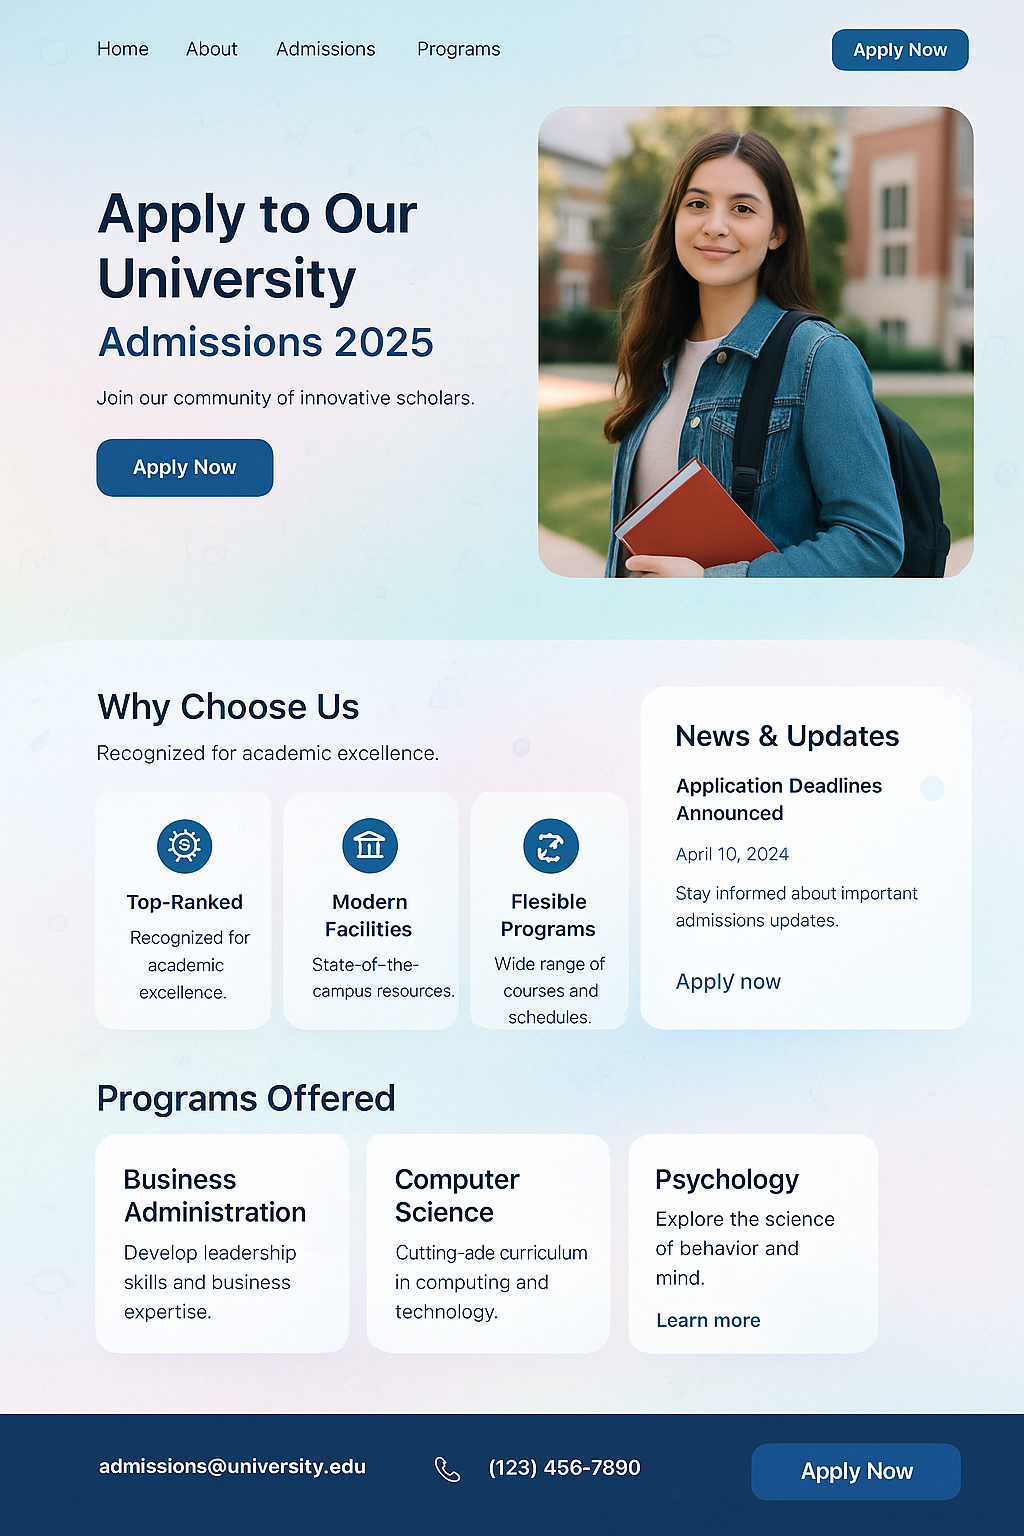 Home About Admissions Programs Apply Now
Apply to Our
University
Admissions 2025
Join our community of innovative scholars.
Apply Now
Why Choose Us
Recognized for academic excellence.
Top-Ranked
Recognized for
academic
excellence.
Modern
Facilities
State-of-the-
campus resources.
Flesible
Programs
Wide range of
courses and
schedules.
News & Updates
Application Deadlines
Announced
April 10, 2024
Stay informed about important
admissions updates.
Apply now
Programs Offered
Business
Administration
Develop leadership
skills and business
expertise.
Computer
Science
Cutting-ade curriculum
in computing and
technology.
Psychology
Explore the science
of behavior and
mind.
Learn more
admissions@university.edu (123) 456-7890 Apply Now